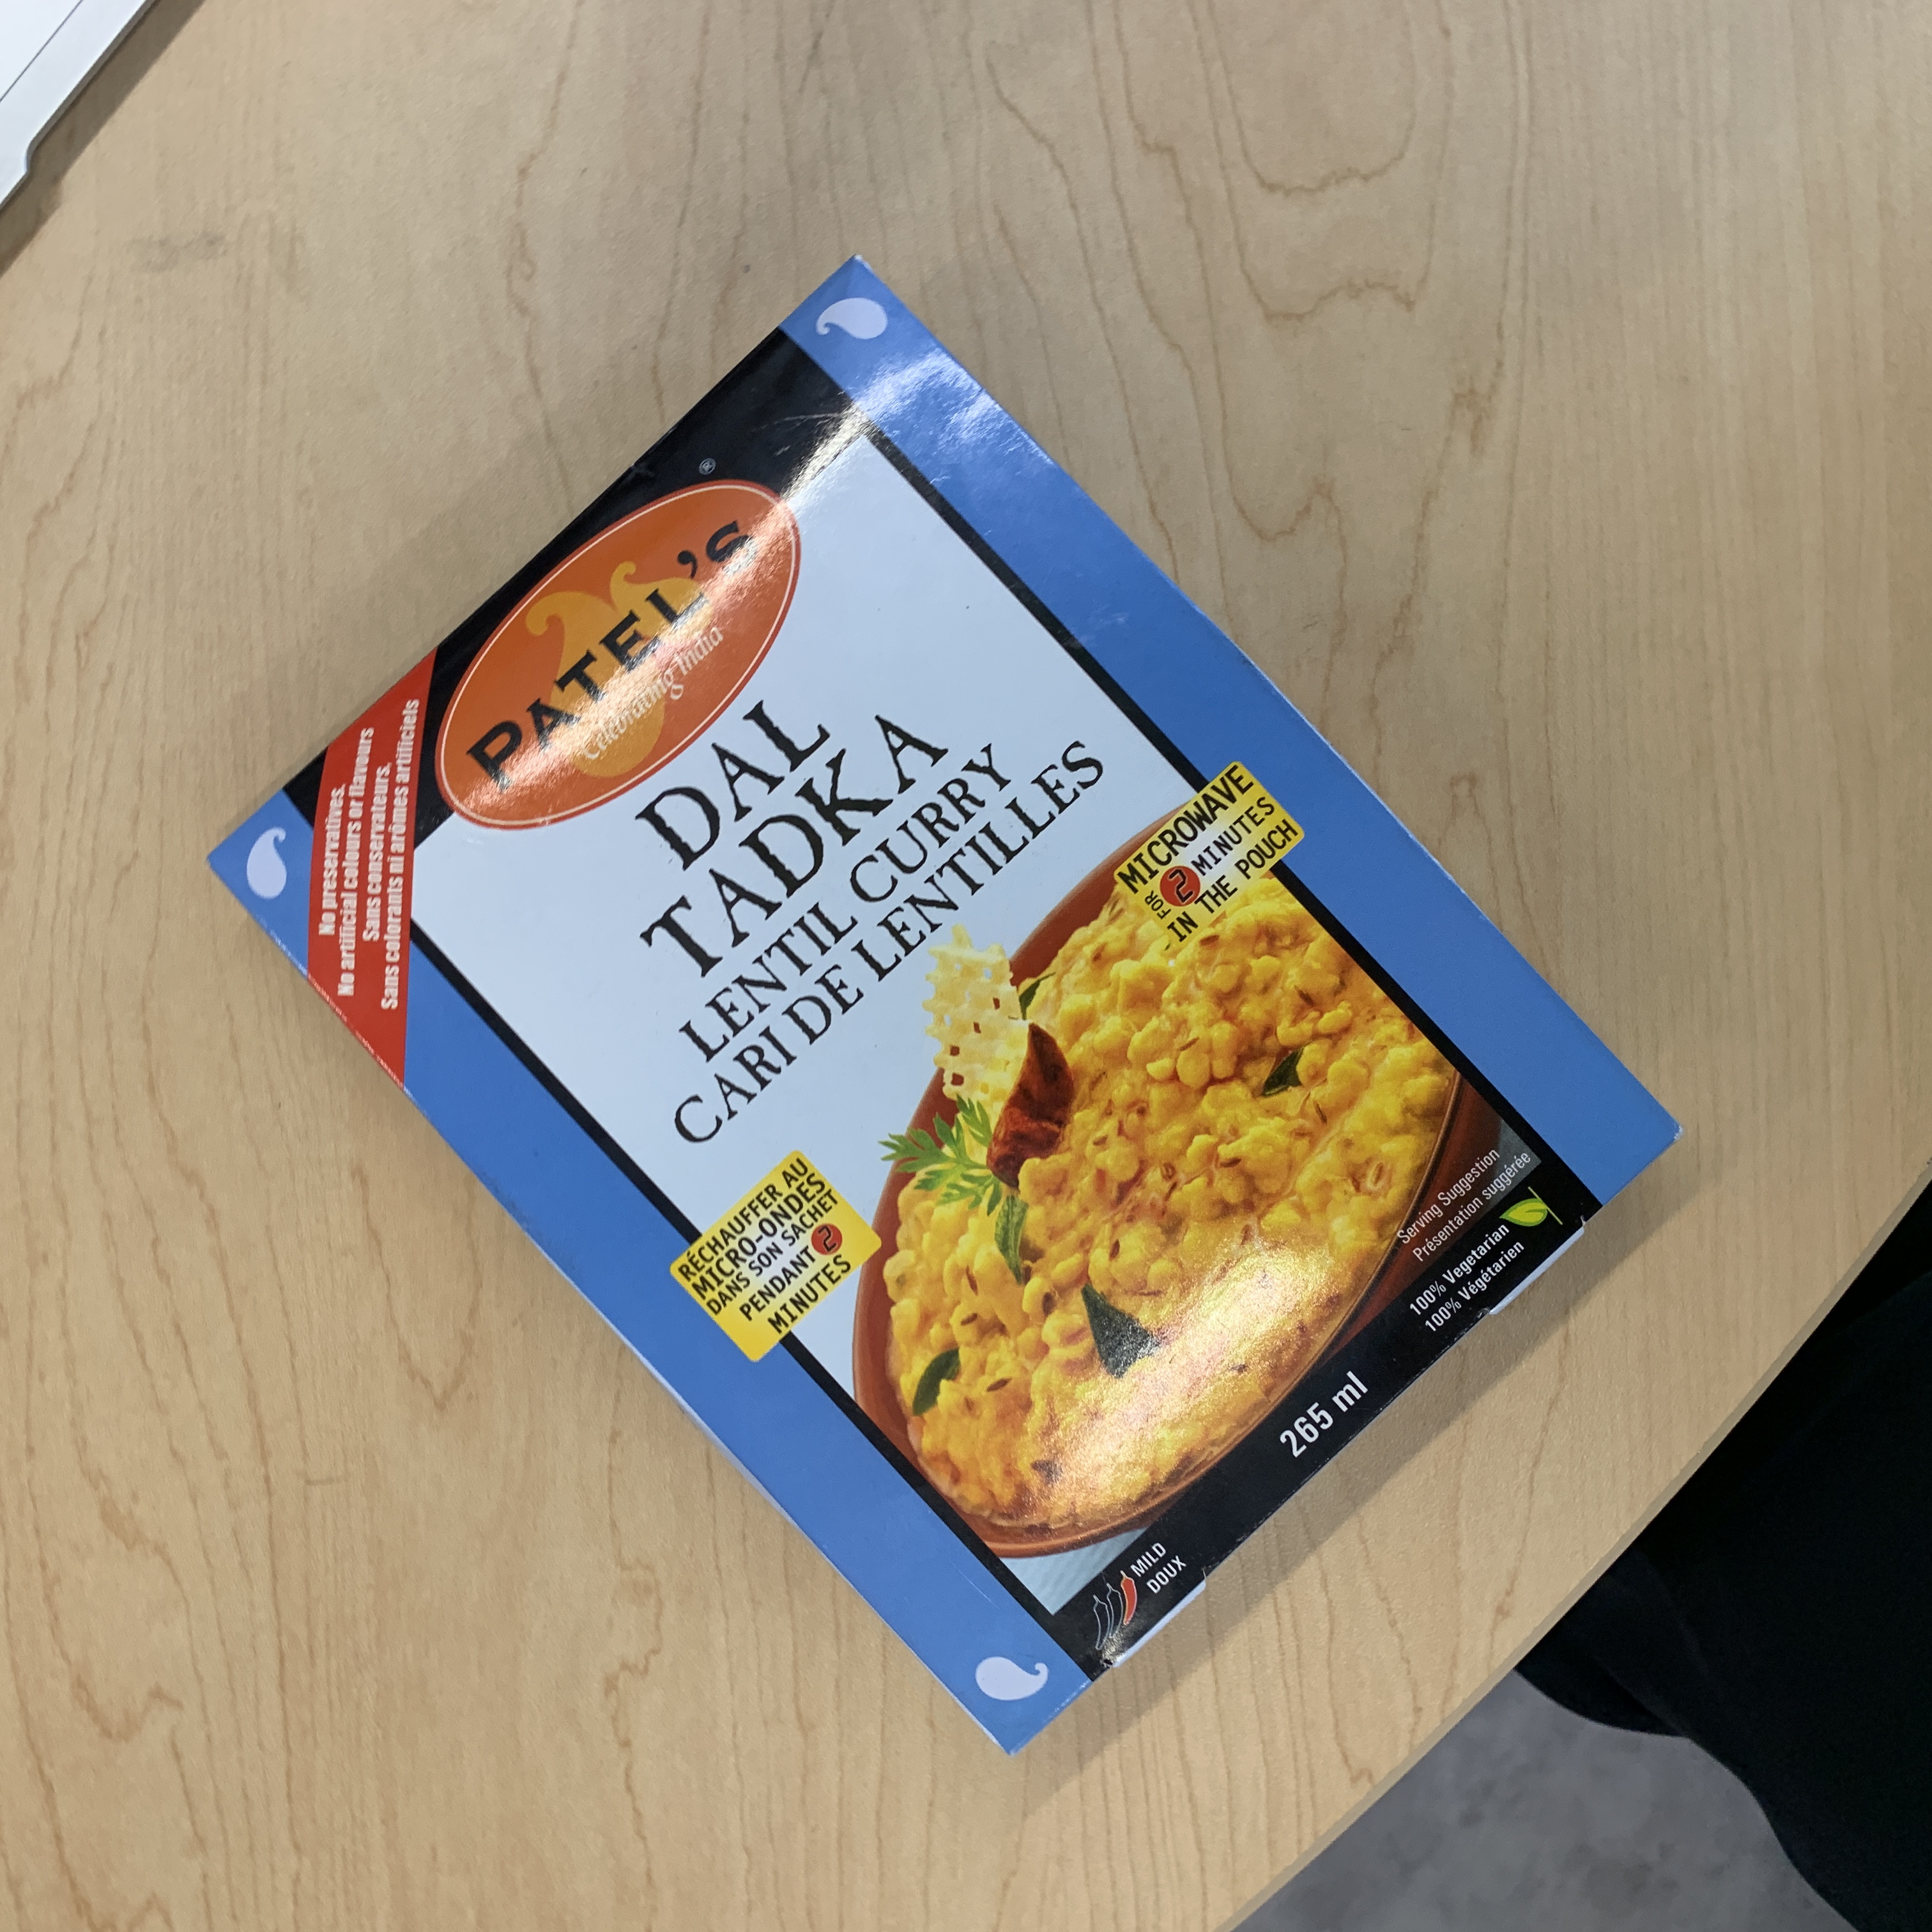 No preservatives.
No artificial colours or flavours
Sans conservateurs.
Sans colorants ni arômes artificiels
PATEL'S
®
Celebrating India
DAL
TADKA
LENTIL CURRY
CARI DE LENTILLES
RÉCHAUFFER AU
MICRO-ONDES
DANS SON SACHET
PENDANT 2
MINUTES
MICROWAVE
FOR 2 MINUTES
IN THE POUCH
MILD
DOUX
265 ml
Serving Suggestion
Présentation suggérée
100% Vegetarian
100% Végétarien